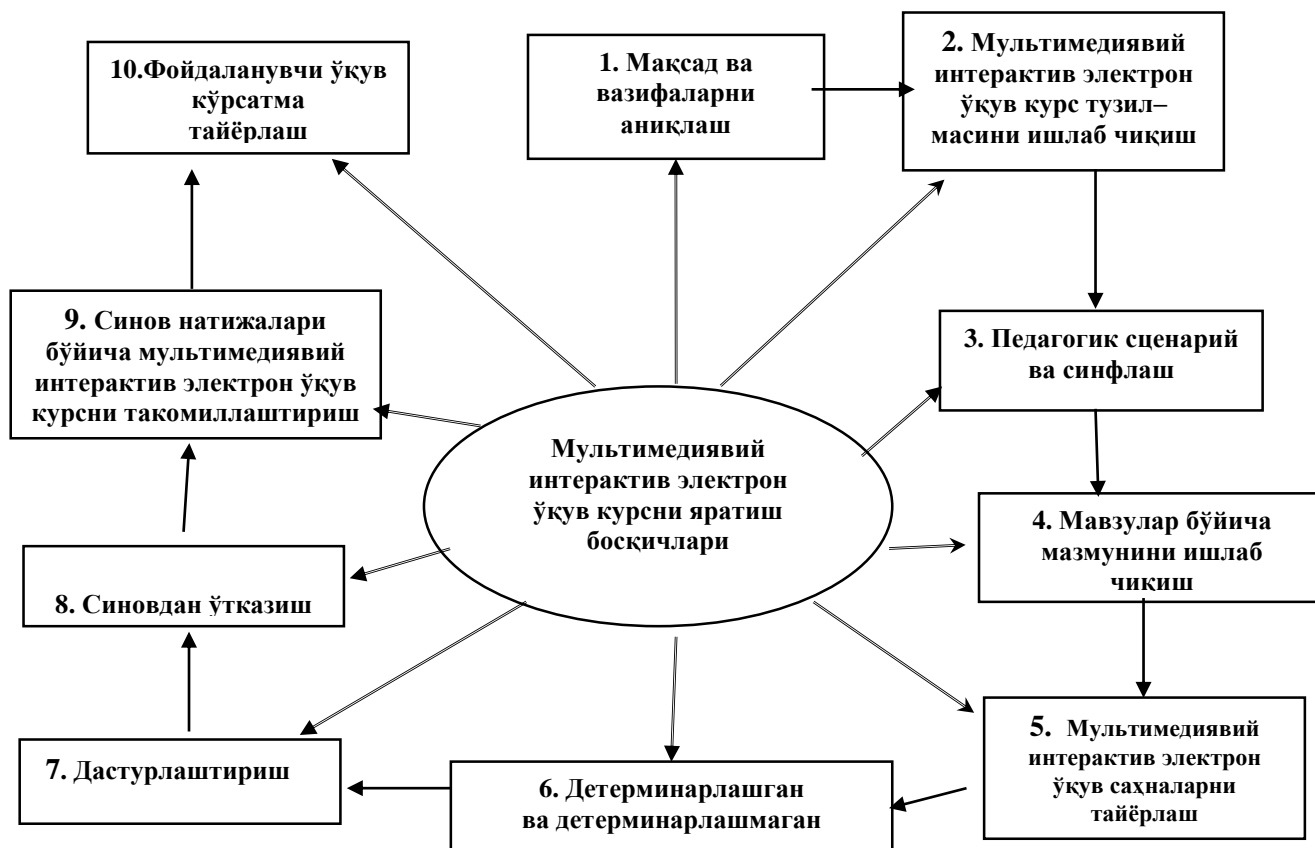 1. Мақсад ва
вазифаларни
аниқлаш
2. Мультимедиявий
интерактив электрон
ўқув курс тузил–
масини ишлаб чиқиш
3. Педагогик сценарий
ва синфлаш
4. Мавзулар бўйича
мазмунини ишлаб
чиқиш
5. Мультимедиявий
интерактив электрон
ўқув саҳналарни
тайёрлаш
6. Детерминарлашган
ва детерминарлашмаган
7. Дастурлаштириш
8. Синовдан ўтказиш
9. Синов натижалари
бўйича мультимедиявий
интерактив электрон ўқув
курсни такомиллаштириш
10.Фойдаланувчи ўқув
кўрсатма
тайёрлаш
Мультимедиявий
интерактив электрон
ўқув курсни яратиш
босқичлари